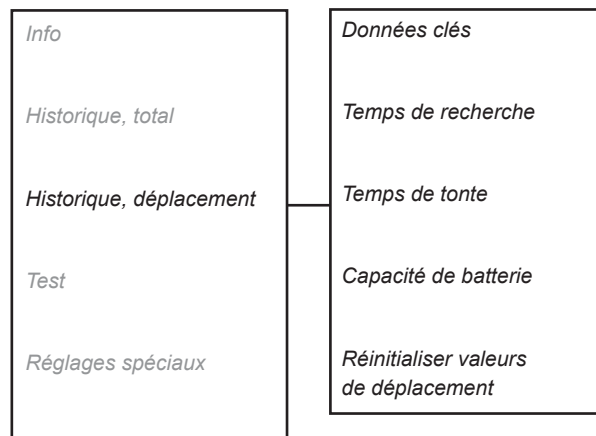 Info
Historique, total
Historique, déplacement
Test
Réglages spéciaux
Données clés
Temps de recherche
Temps de tonte
Capacité de batterie
Réinitialiser valeurs
de déplacement